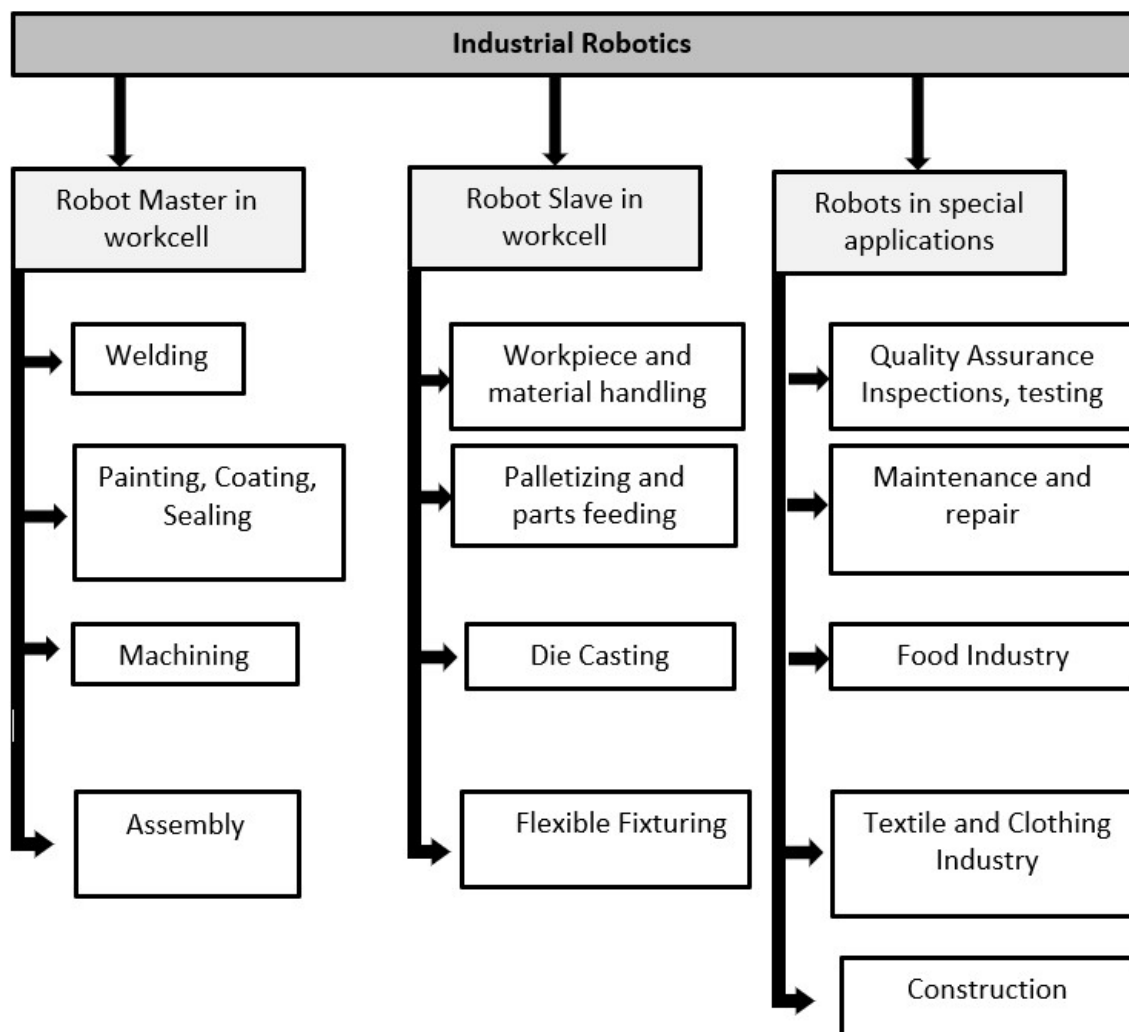 Industrial Robotics
Robot Master in
workcell
Welding
Painting, Coating,
Sealing
Machining
Assembly
Robot Slave in
workcell
Workpiece and
material handling
Palletizing and
parts feeding
Die Casting
Flexible Fixturing
Robots in special
applications
Quality Assurance
Inspections, testing
Maintenance and
repair
Food Industry
Textile and Clothing
Industry
Construction